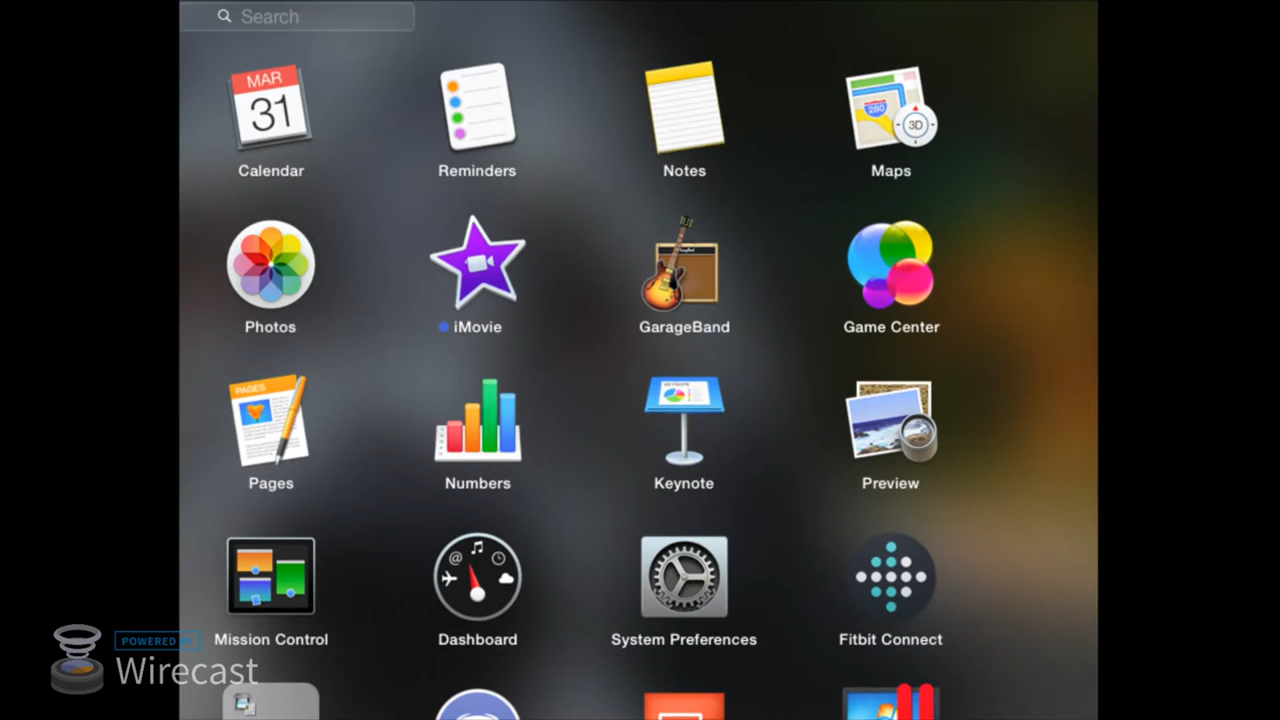 Search
MAR
31
280
3D
Calendar
Reminders
Notes
Maps
Photos
iMovie
GarageBand
Game Center
PAGES
Pages
Numbers
Keynote
Preview
@
Mission Control
Dashboard
System Preferences
Fitbit Connect
POWERED BY
Wirecast